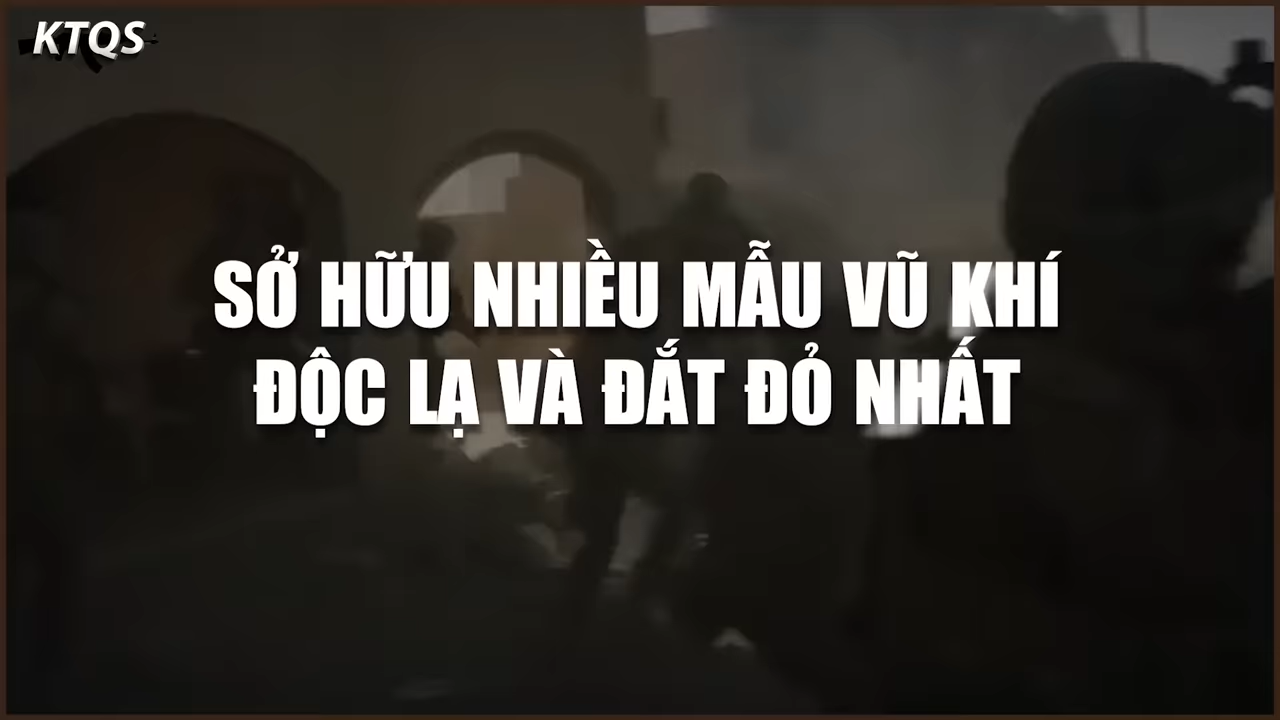 KTQS
SỞ HỮU NHIỀU MẪU VŨ KHÍ
ĐỘC LẠ VÀ ĐẮT ĐỎ NHẤT